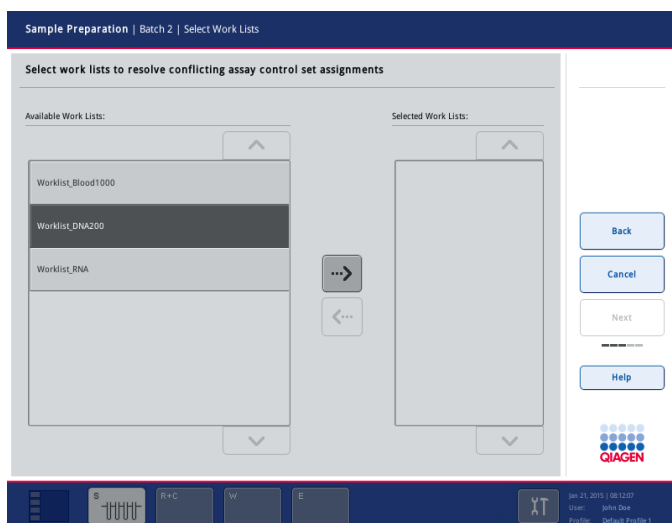 Sample Preparation | Batch 2 | Select Work Lists
Select work lists to resolve conflicting assay control set assignments
Available Work Lists:
Selected Work Lists:
Worklist_Blood1000
Worklist_DNA200
Worklist_RNA
Back
Cancel
Next
Help
QIAGEN
S
R+C
W
E
Jan 21, 2015 | 08:12:07
User: John Doe
Profile: Default Profile 1